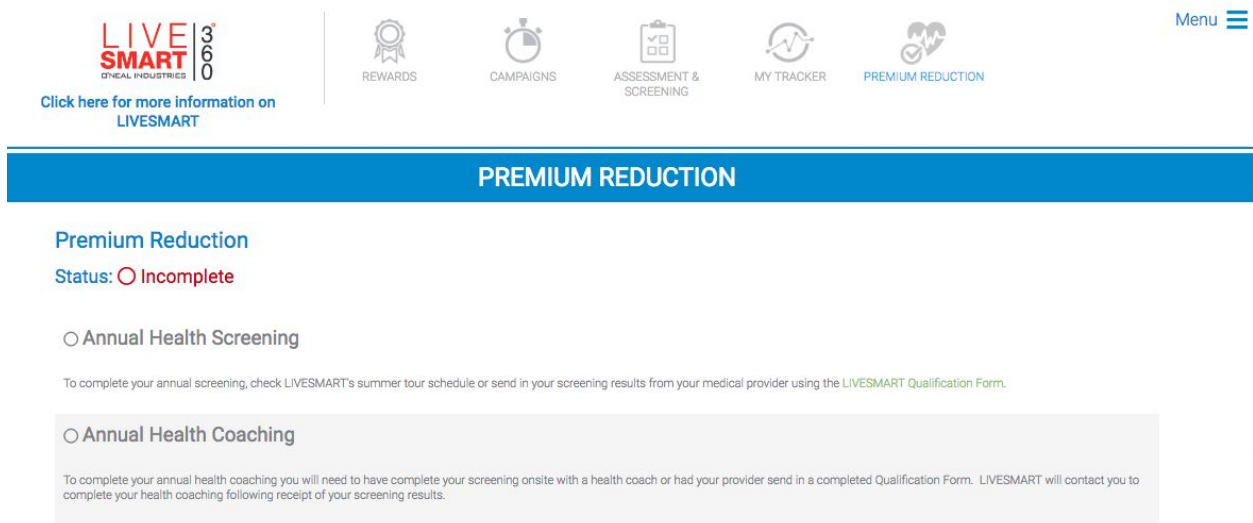 LIVE
SMART
O'NEAL INDUSTRIES
360°
Click here for more information on
LIVESMART
REWARDS
CAMPAIGNS
ASSESSMENT &
SCREENING
MY TRACKER
PREMIUM REDUCTION
Menu
PREMIUM REDUCTION
Premium Reduction
Status: Incomplete
Annual Health Screening
To complete your annual screening, check LIVESMART's summer tour schedule or send in your screening results from your medical provider using the LIVESMART Qualification Form.
Annual Health Coaching
To complete your annual health coaching you will need to have complete your screening onsite with a health coach or had your provider send in a completed Qualification Form. LIVESMART will contact you to
complete your health coaching following receipt of your screening results.